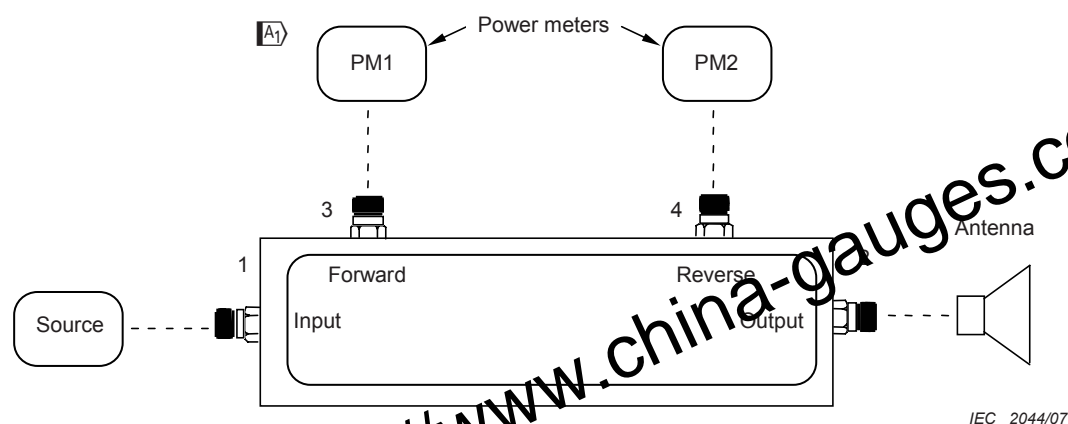 A1
Power meters
PM1
PM2
3
4
Antenna
1
Forward
Reverse
Source
Input
Output
//www.china-gauges.c
IEC 2044/07